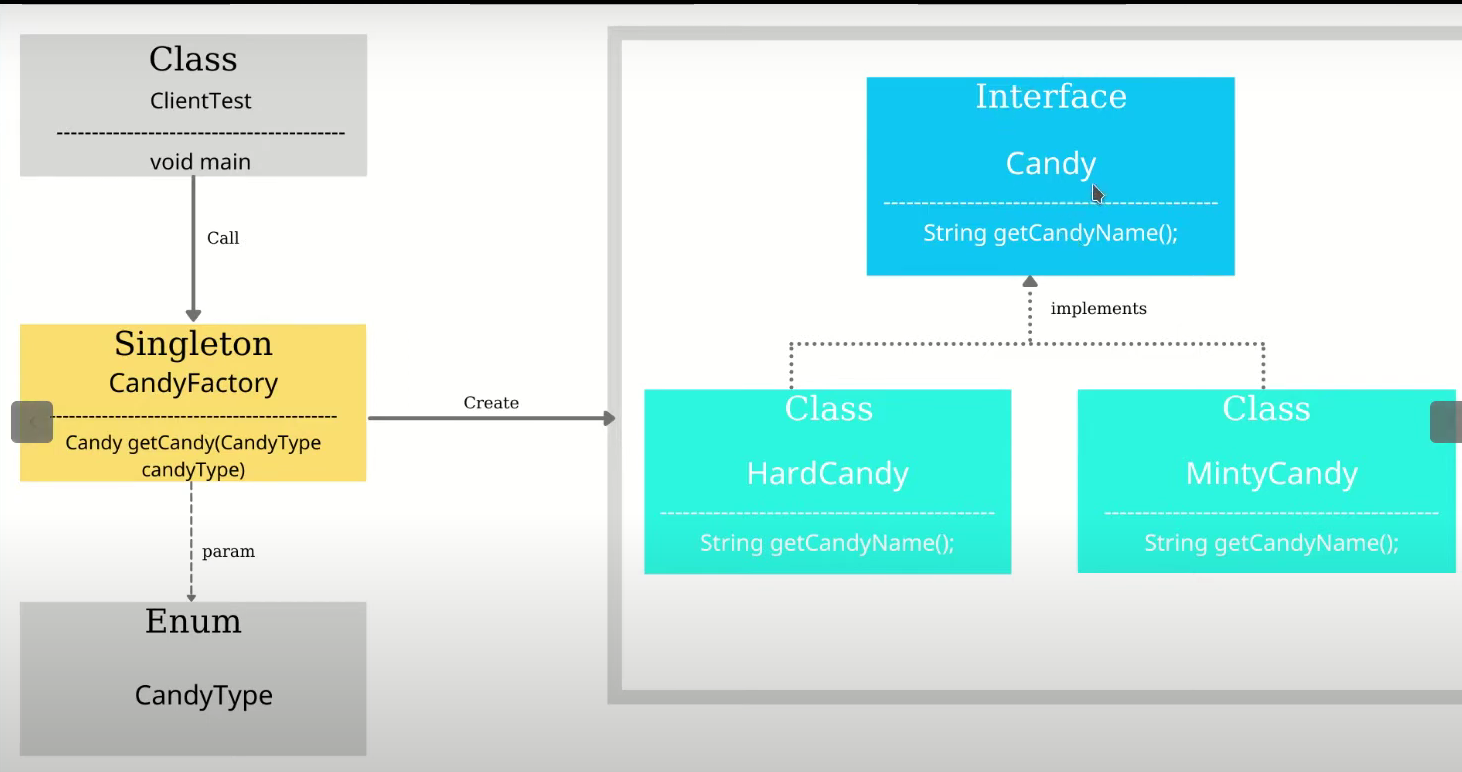 Class
ClientTest
-----------------------------------------
void main
Call
Singleton
CandyFactory
-----------------------------------------
Candy getCandy(CandyType
candyType)
param
Enum
CandyType
Create
Interface
Candy
-----------------------------------------
String getCandyName();
implements
Class
HardCandy
-----------------------------------------
String getCandyName();
Class
MintyCandy
-----------------------------------------
String getCandyName();